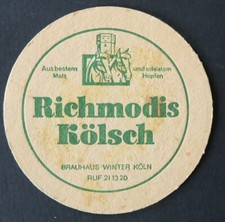 Aus bestem und edelstem
Malz Hopfen
Richmodis
Kölsch
BRAUHAUS WINTER KÖLN
RUF 21 13 20